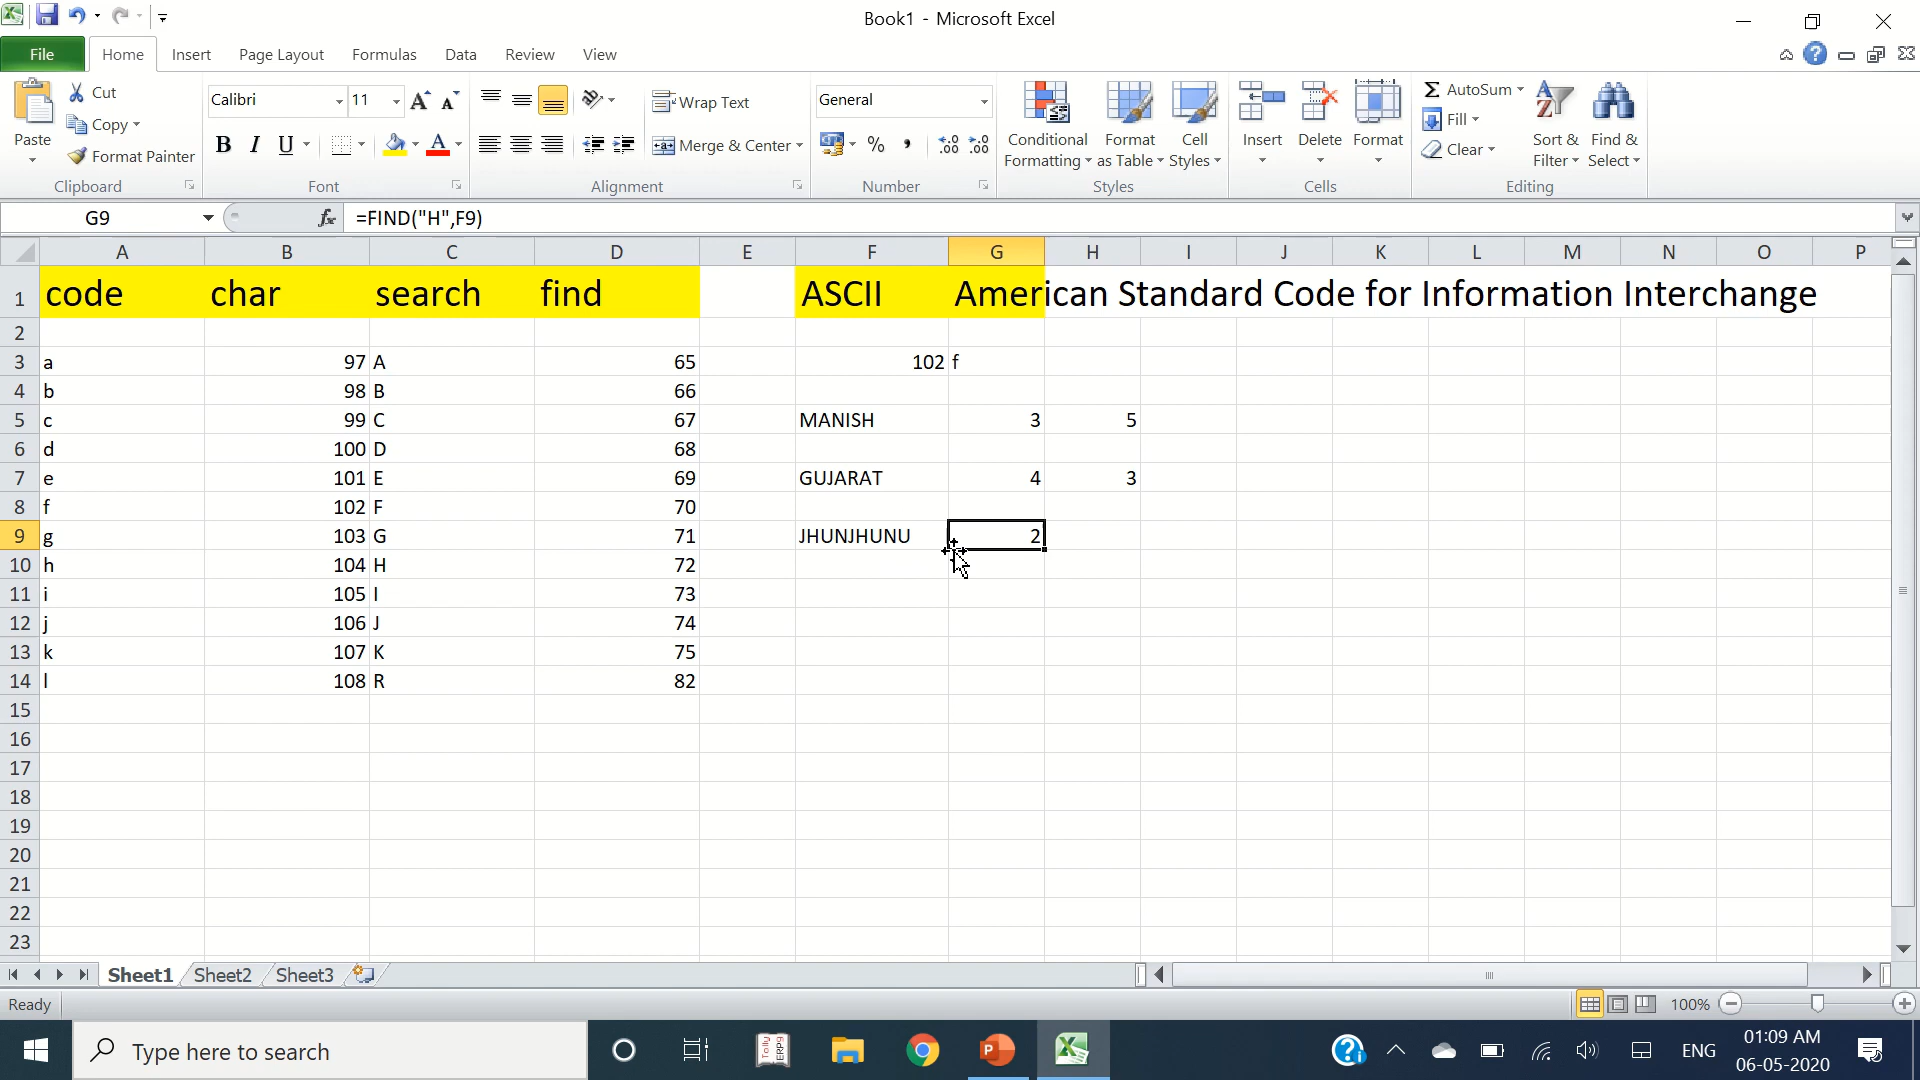 Book1 - Microsoft Excel
File Home Insert Page Layout Formulas Data Review View
Paste
Cut
Copy
Format Painter
Clipboard
Calibri 11
B I U
Font
Wrap Text
Merge & Center
Alignment
General
%
Number
Conditional Formatting
Format as Table
Cell Styles
Styles
Insert Delete Format
Cells
AutoSum
Fill
Clear
Sort & Filter
Find & Select
Editing
G9 fx =FIND("H",F9)
A B C D E F G H I J K L M N O P
1 code char search find ASCII American Standard Code for Information Interchange
2
3 a 97 A 65 102 f
4 b 98 B 66
5 c 99 C 67 MANISH 3 5
6 d 100 D 68
7 e 101 E 69 GUJARAT 4 3
8 f 102 F 70
9 g 103 G 71 JHUNJHUNU 2
10 h 104 H 72
11 i 105 I 73
12 j 106 J 74
13 k 107 K 75
14 l 108 R 82
15
16
17
18
19
20
21
22
23
Sheet1 Sheet2 Sheet3
Ready 100%
Type here to search
ENG 01:09 AM
06-05-2020